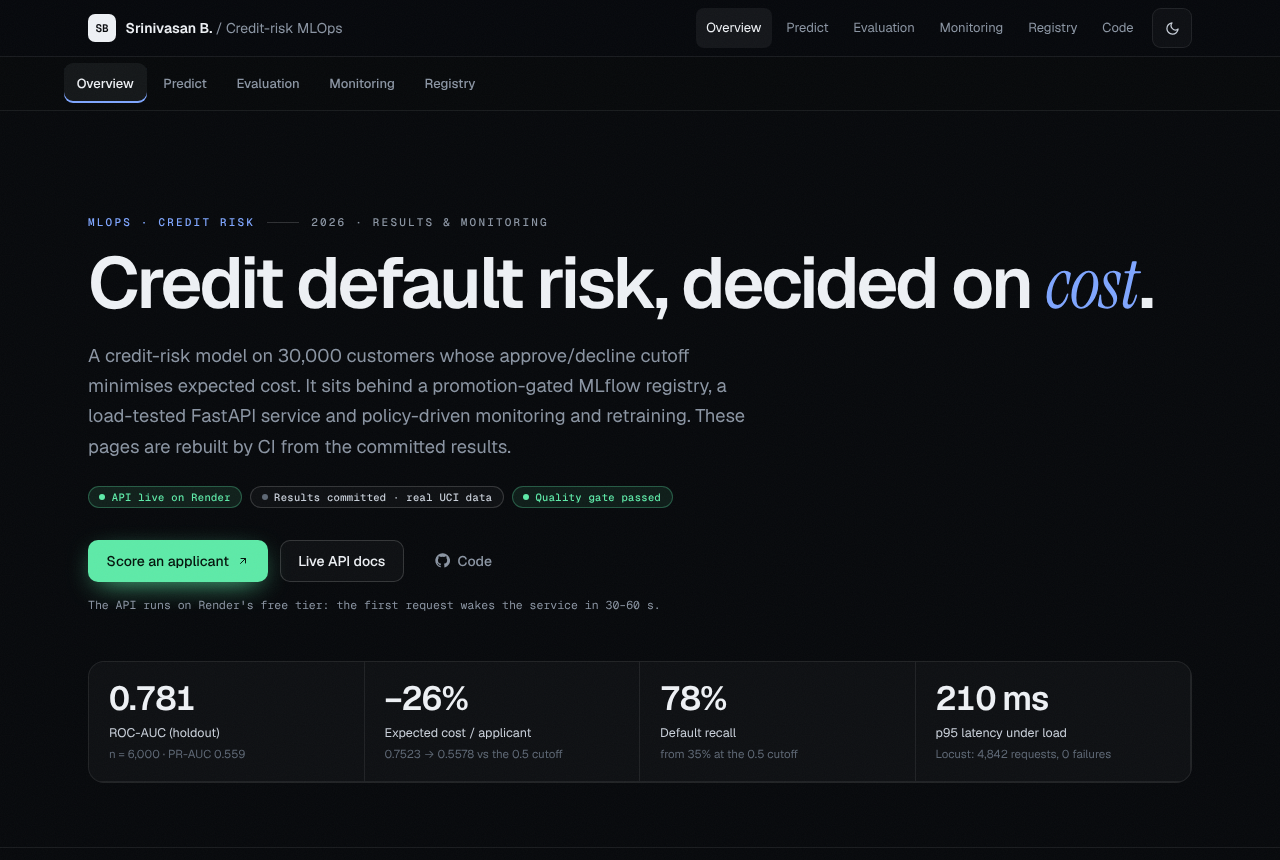 SB Srinivasan B. / Credit-risk MLOps Overview Predict Evaluation Monitoring Registry Code
Overview Predict Evaluation Monitoring Registry
MLOPS · CREDIT RISK 2026 · RESULTS & MONITORING
Credit default risk, decided on cost.
A credit-risk model on 30,000 customers whose approve/decline cutoff
minimises expected cost. It sits behind a promotion-gated MLflow registry, a
load-tested FastAPI service and policy-driven monitoring and retraining. These
pages are rebuilt by CI from the committed results.
API live on Render Results committed · real UCI data Quality gate passed
Score an applicant ↗ Live API docs Code
The API runs on Render's free tier: the first request wakes the service in 30–60 s.
0.781 −26% 78% 210 ms
ROC-AUC (holdout) Expected cost / applicant Default recall p95 latency under load
n = 6,000 · PR-AUC 0.559 0.7523 → 0.5578 vs the 0.5 cutoff from 35% at the 0.5 cutoff Locust: 4,842 requests, 0 failures